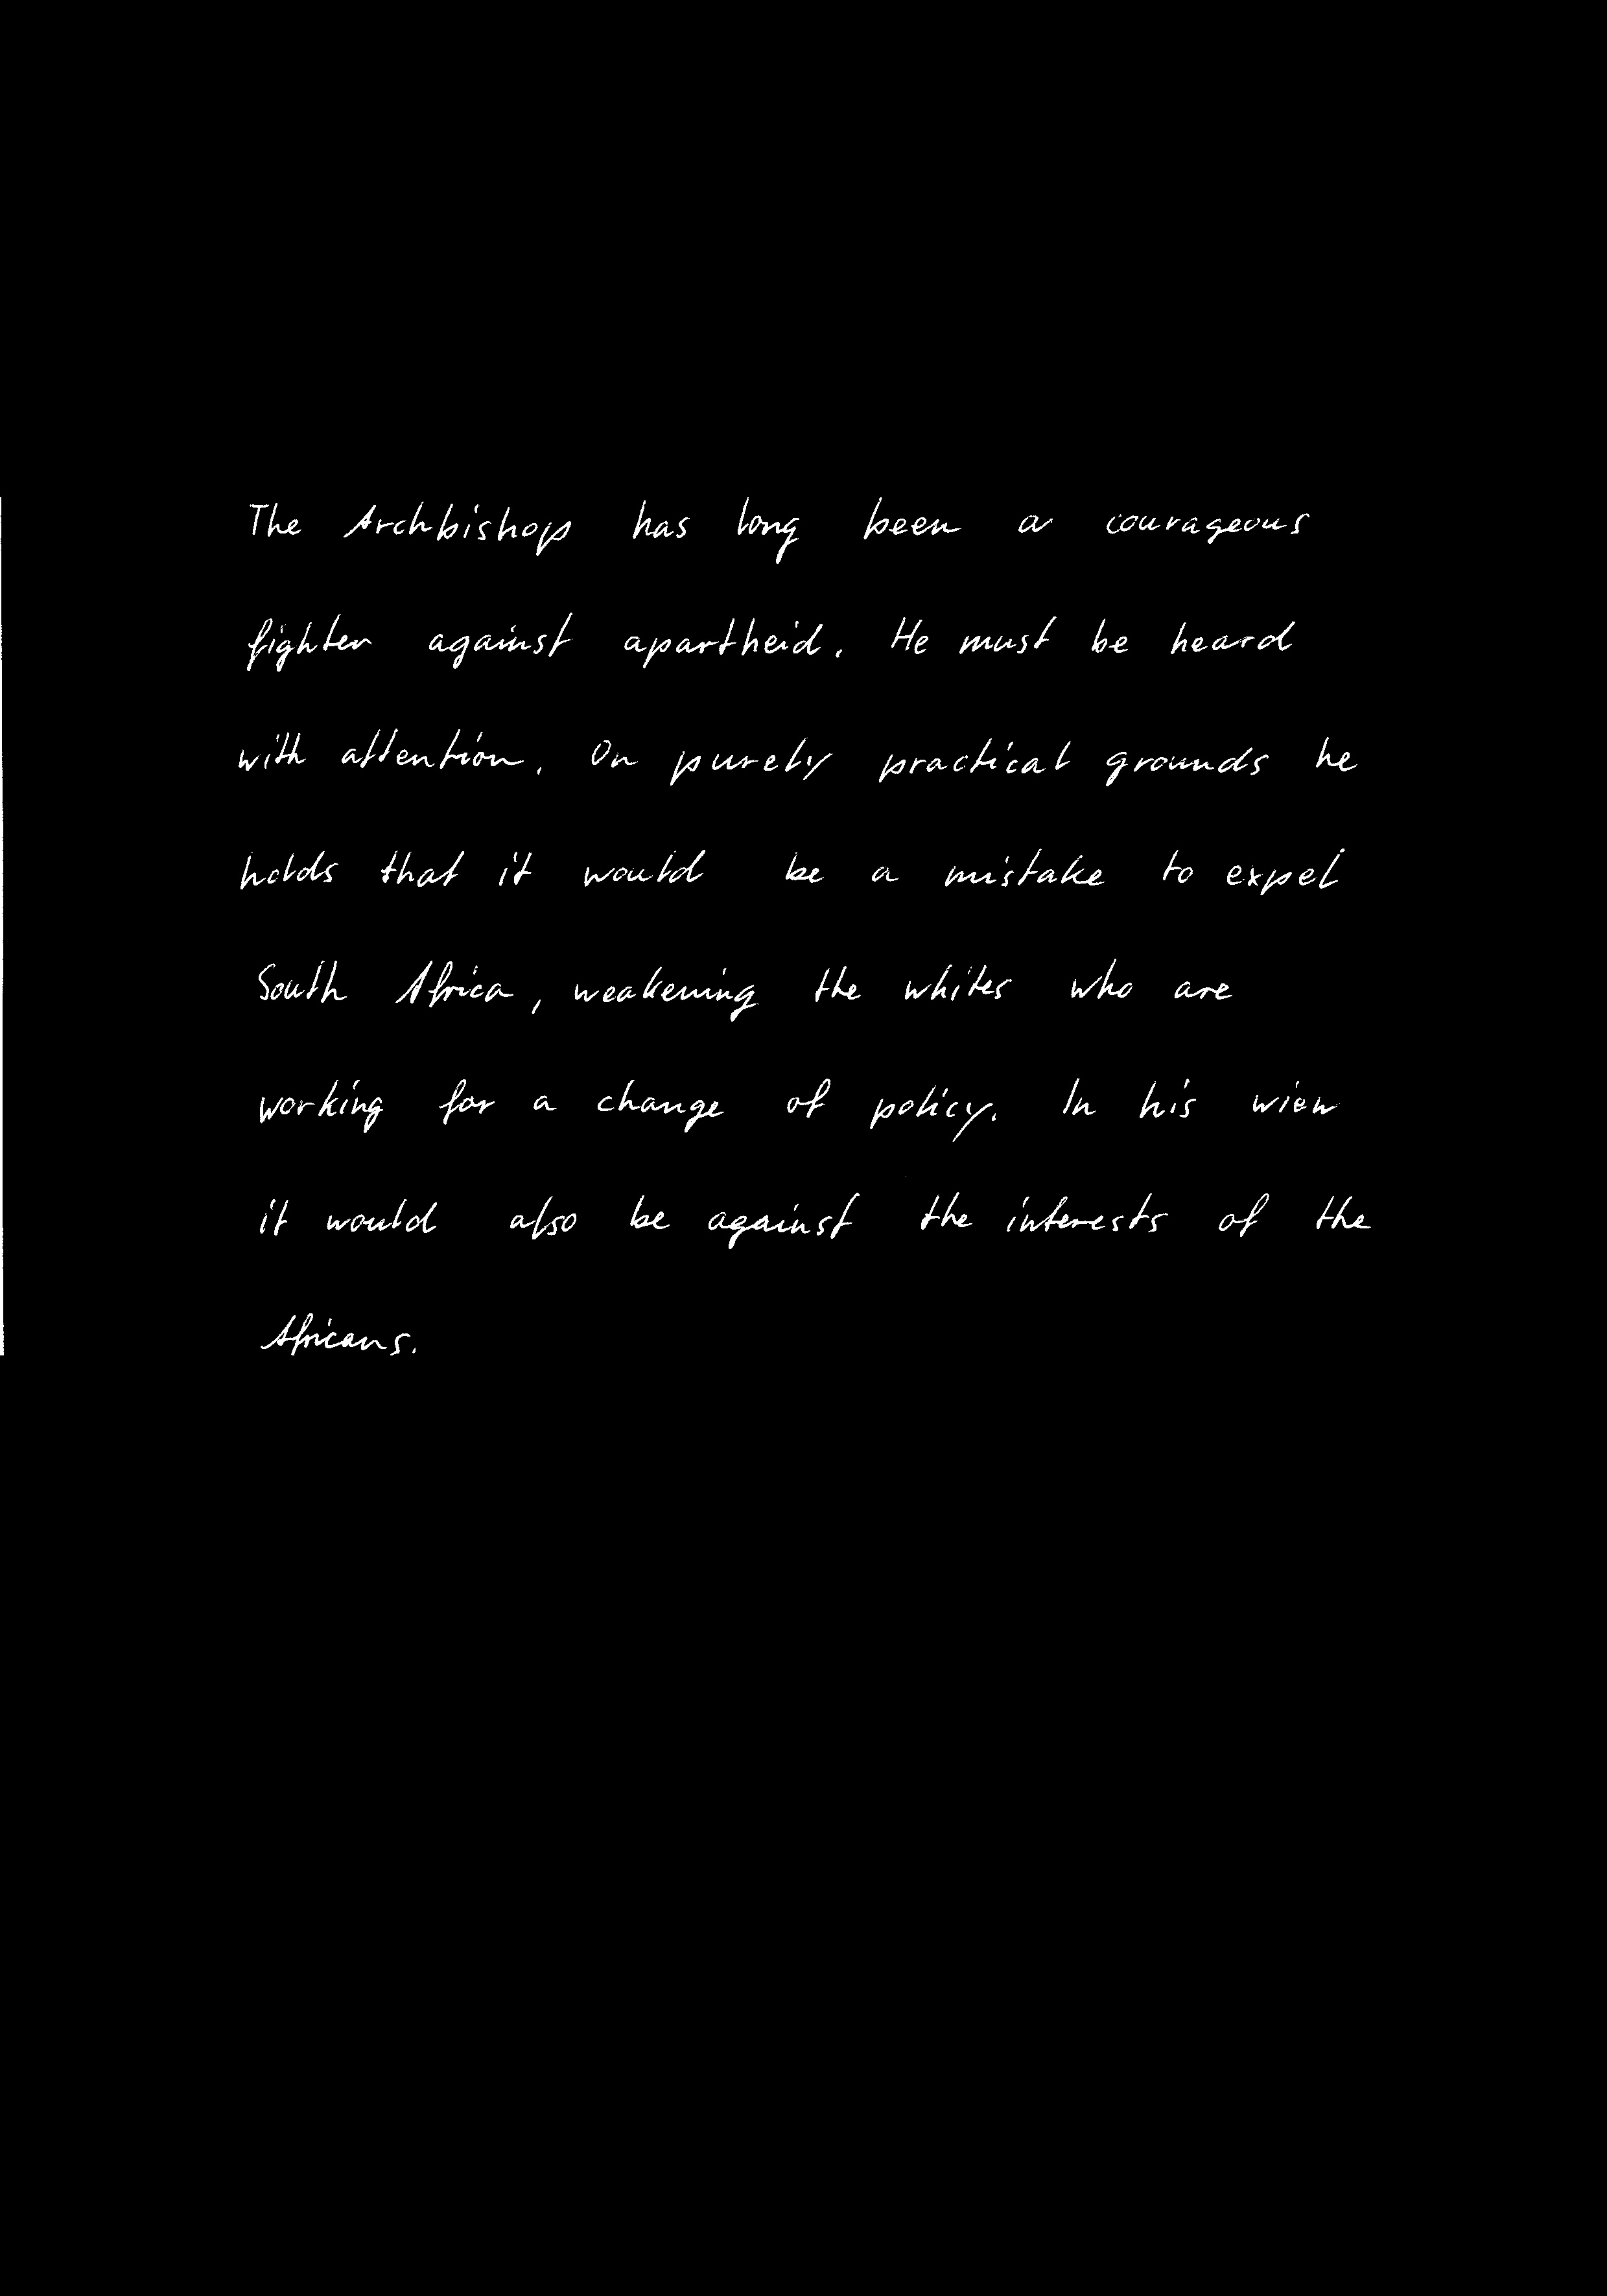 The Archbishop has long been a courageous
fighter against apartheid. He must be heard
with attention. On purely practical grounds he
holds that it would be a mistake to expel
South Africa, weakening the whites who are
working for a change of policy. In his wiew
it would also be against the interests of the
Africans.